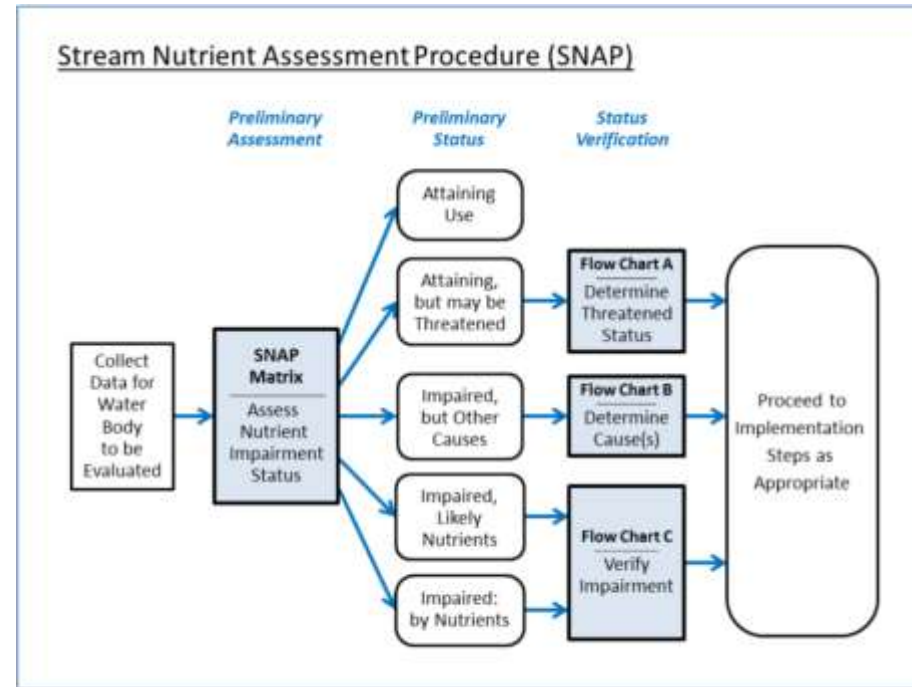 Stream Nutrient Assessment Procedure (SNAP)
Preliminary
Assessment
Preliminary
Status
Status
Verification
Collect
Data for
Water
Body
to be
Evaluated
SNAP
Matrix
Assess
Nutrient
Impairment
Status
Attaining
Use
Attaining,
but may be
Threatened
Impaired,
but Other
Causes
Impaired,
Likely
Nutrients
Impaired:
by Nutrients
Flow Chart A
Determine
Threatened
Status
Flow Chart B
Determine
Cause(s)
Flow Chart C
Verify
Impairment
Proceed to
Implementation
Steps as
Appropriate